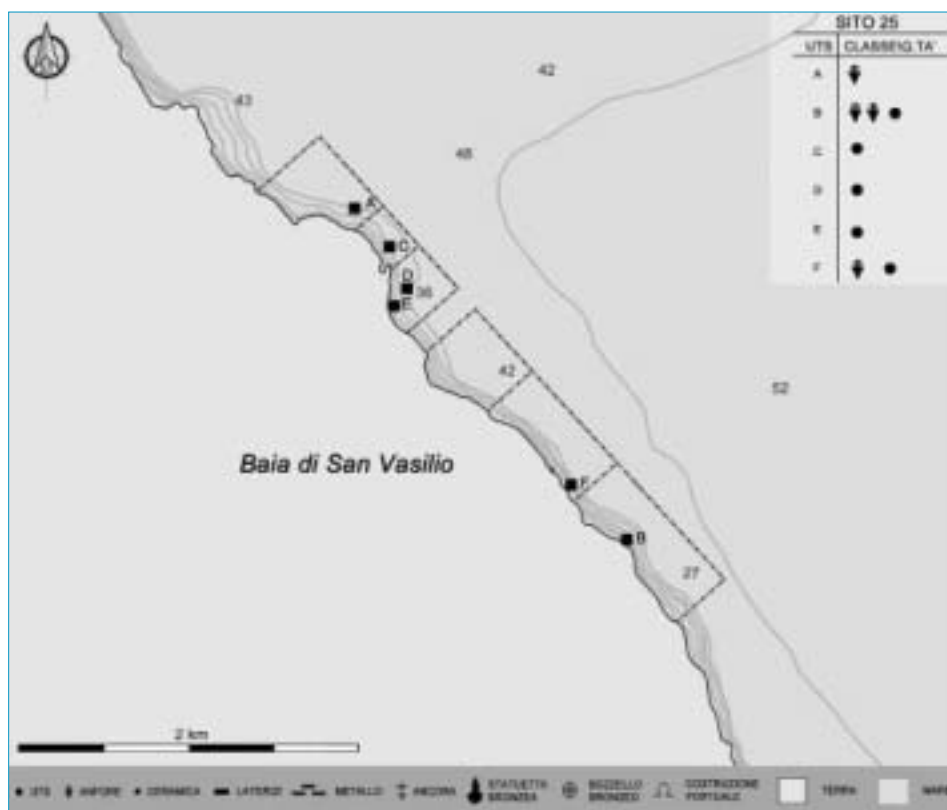 SITO 25
UTS CLASSE/Q.TA'
A
B
C
D
E
F
42
43
48
A
C
D
36
E
42
52
Baia di San Vasilio
F
B
27
2 km
UTS ANFORE CERAMICA LATERIZI METALLO ANCORA STATUETTA BRONZEA BOZZELLO BRONZEO COSTRUZIONE PORTUALE TERRA MARE